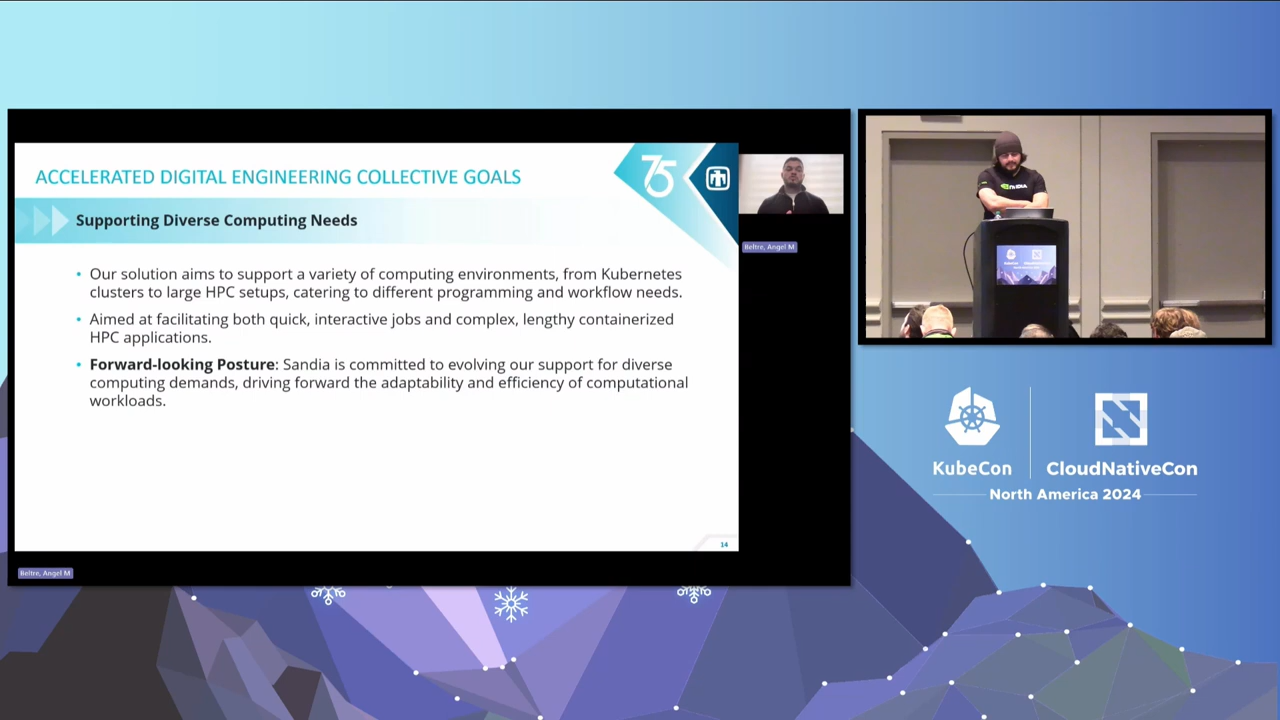 ACCELERATED DIGITAL ENGINEERING COLLECTIVE GOALS
75
Supporting Diverse Computing Needs
• Our solution aims to support a variety of computing environments, from Kubernetes
clusters to large HPC setups, catering to different programming and workflow needs.
• Aimed at facilitating both quick, interactive jobs and complex, lengthy containerized
HPC applications.
• Forward-looking Posture: Sandia is committed to evolving our support for diverse
computing demands, driving forward the adaptability and efficiency of computational
workloads.
14
Beltre, Angel M
Beltre, Angel M
NVIDIA
KubeCon
CloudNativeCon
North America 2024